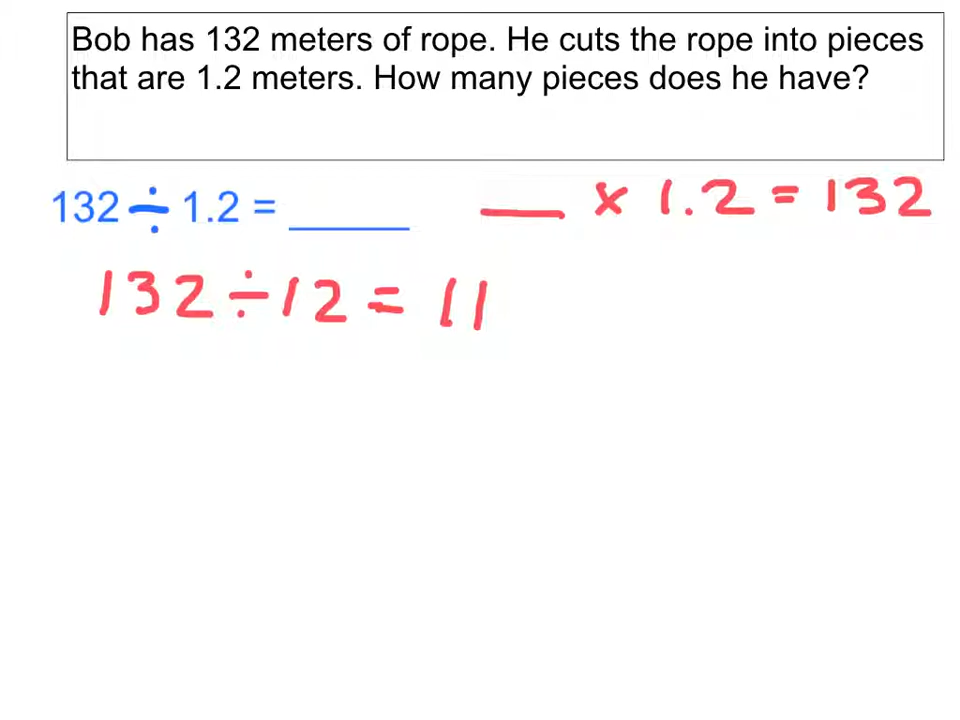 Bob has 132 meters of rope. He cuts the rope into pieces
that are 1.2 meters. How many pieces does he have?
132 ÷ 1.2 = _____
___ x 1.2 = 132
132 ÷ 12 = 11